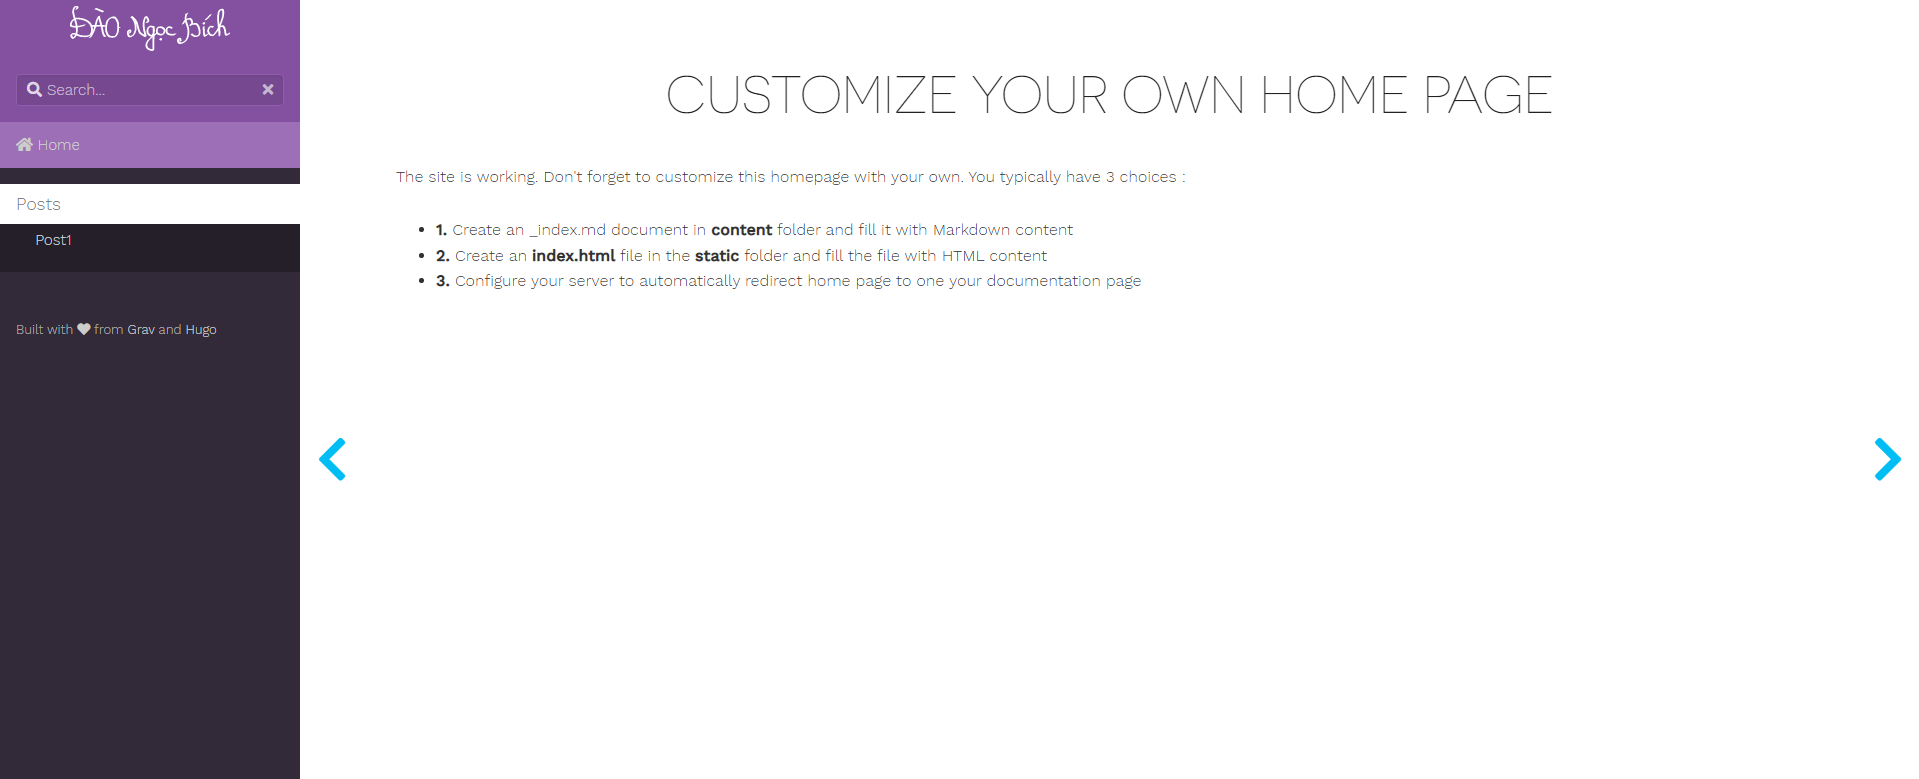 ĐÀO Ngọc Bích
Search...
Home
Posts
Post1
Built with from Grav and Hugo
CUSTOMIZE YOUR OWN HOME PAGE
The site is working. Don't forget to customize this homepage with your own. You typically have 3 choices :
1. Create an _index.md document in content folder and fill it with Markdown content
2. Create an index.html file in the static folder and fill the file with HTML content
3. Configure your server to automatically redirect home page to one your documentation page